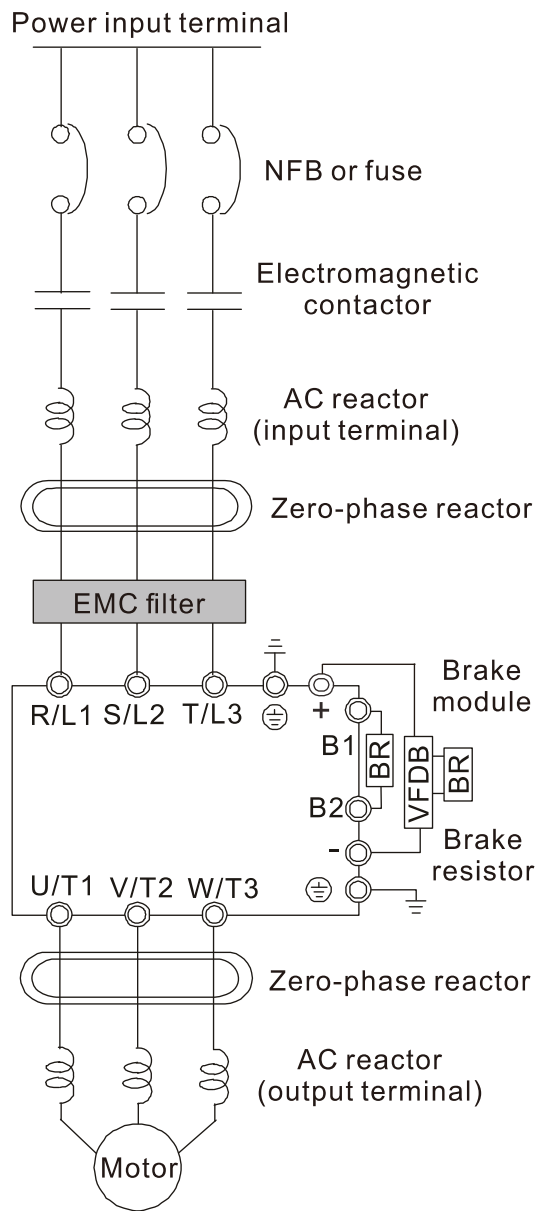 Power input terminal
NFB or fuse
Electromagnetic
contactor
AC reactor
(input terminal)
Zero-phase reactor
EMC filter
R/L1 S/L2 T/L3
+
Brake
module
B1
BR
VFDB
BR
B2
-
Brake
resistor
U/T1 V/T2 W/T3
Zero-phase reactor
AC reactor
(output terminal)
Motor